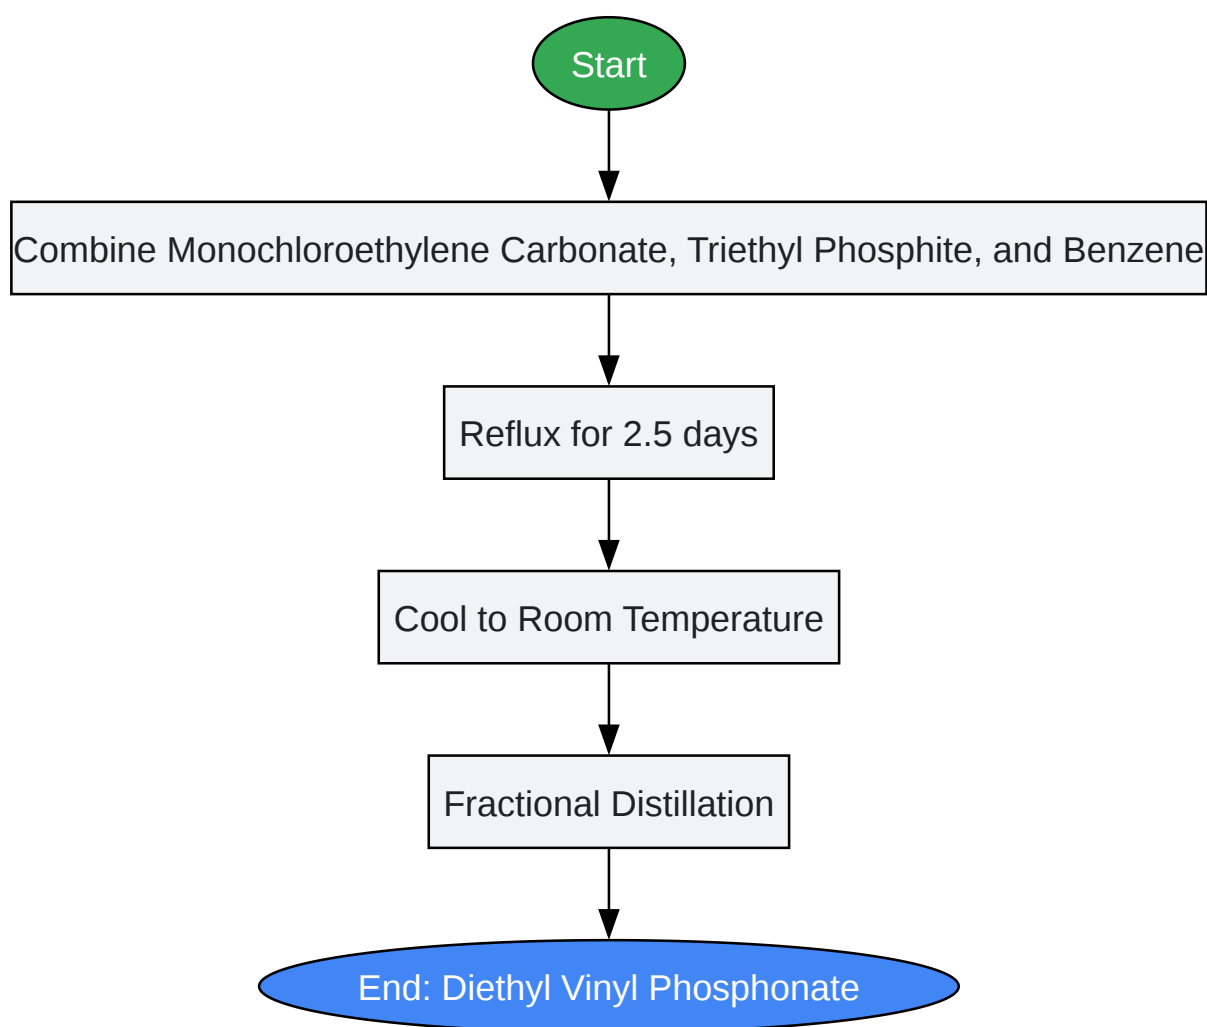 Start
Combine Monochloroethylene Carbonate, Triethyl Phosphite, and Benzene
Reflux for 2.5 days
Cool to Room Temperature
Fractional Distillation
End: Diethyl Vinyl Phosphonate